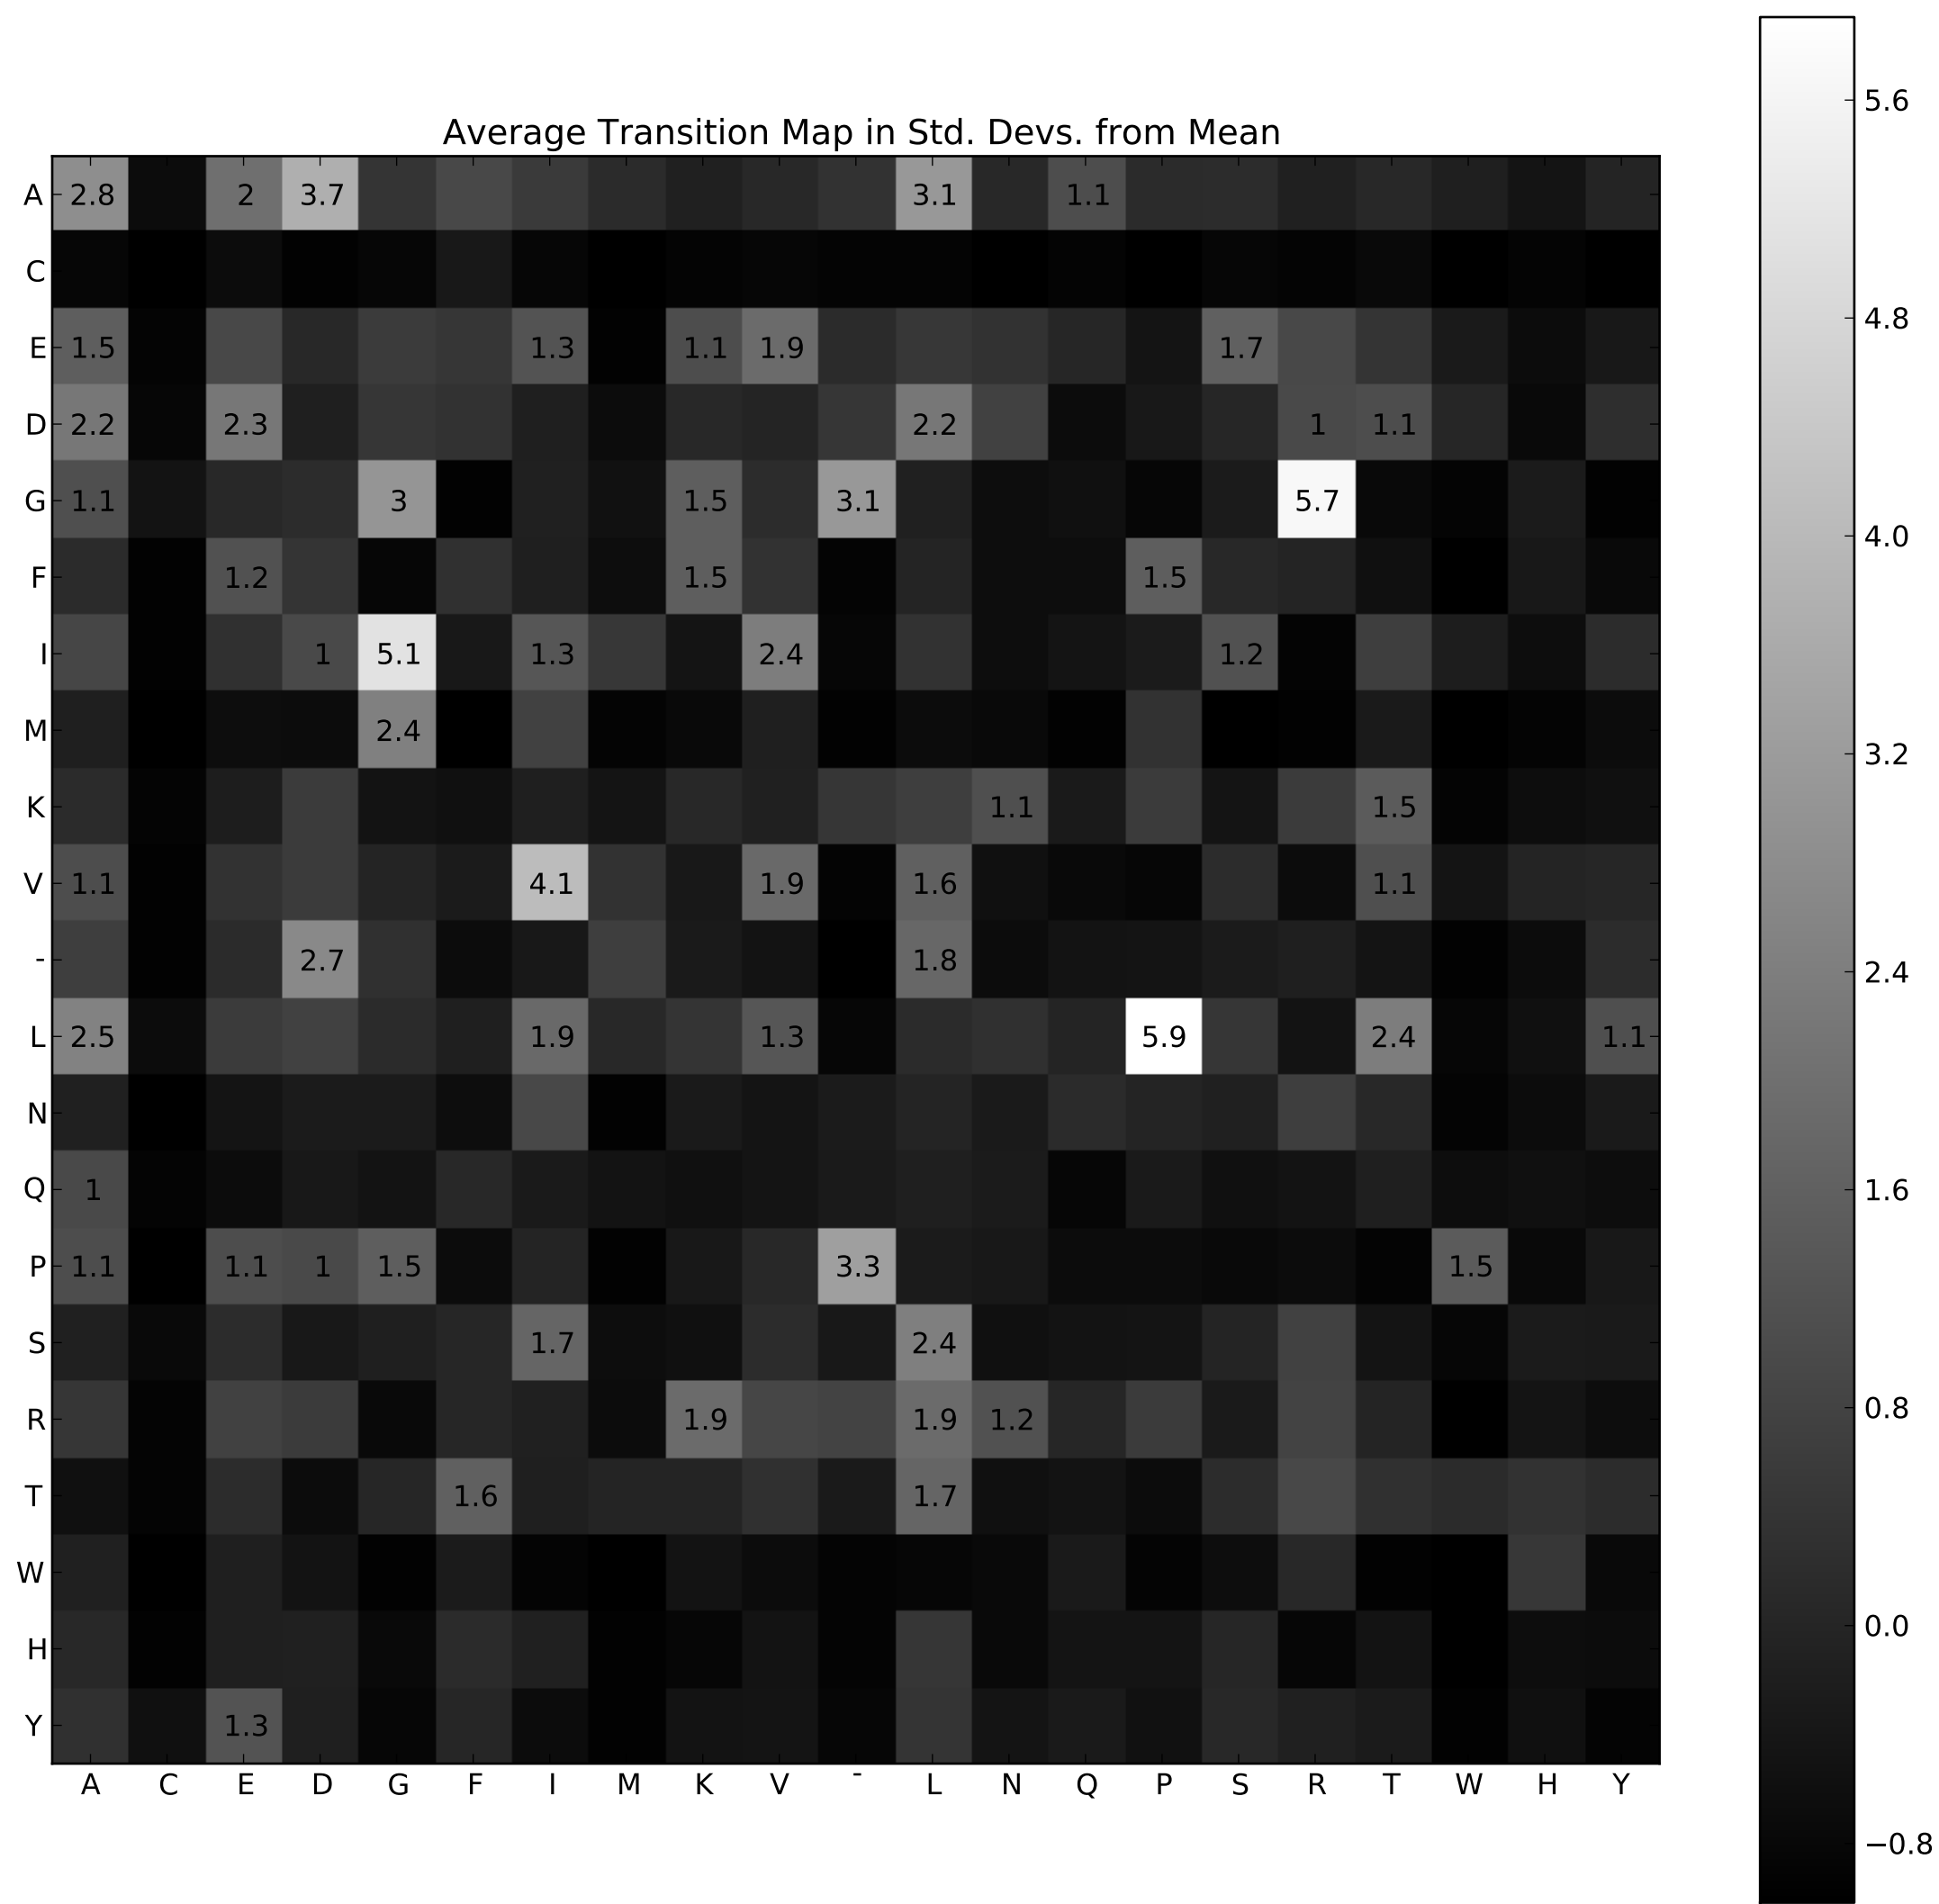 Average Transition Map in Std. Devs. from Mean
5.6
4.8
4.0
3.2
2.4
1.6
0.8
0.0
−0.8
A 2.8 2 3.7 3.1 1.1
C
E 1.5 1.3 1.1 1.9 1.7
D 2.2 2.3 2.2 1 1.1
G 1.1 3 1.5 3.1 5.7
F 1.2 1.5 1.5
I 1 5.1 1.3 2.4 1.2
M 2.4
K 1.1 1.5
V 1.1 4.1 1.9 1.6 1.1
- 2.7 1.8
L 2.5 1.9 1.3 5.9 2.4 1.1
N
Q 1
P 1.1 1.1 1 1.5 3.3 1.5
S 1.7 2.4
R 1.9 1.9 1.2
T 1.6 1.7
W
H
Y 1.3
A C E D G F I M K V - L N Q P S R T W H Y